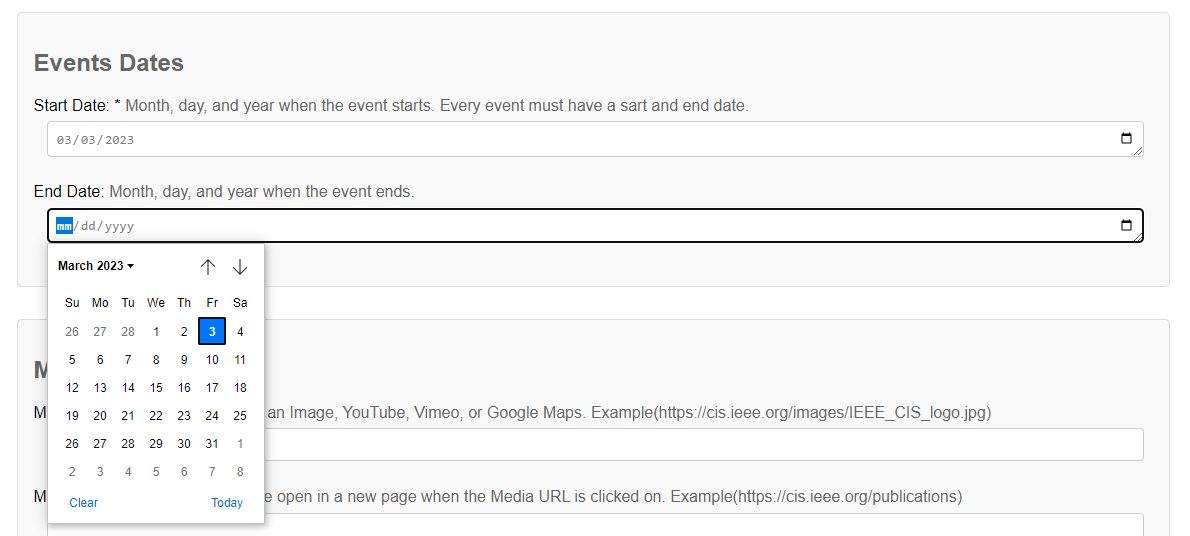 Events Dates
Start Date: * Month, day, and year when the event starts. Every event must have a sart and end date.
03/03/2023
End Date: Month, day, and year when the event ends.
mm/dd/yyyy
March 2023
Su Mo Tu We Th Fr Sa
26 27 28 1 2 3 4
5 6 7 8 9 10 11
12 13 14 15 16 17 18
19 20 21 22 23 24 25
26 27 28 29 30 31 1
2 3 4 5 6 7 8
Clear Today
M
M an Image, YouTube, Vimeo, or Google Maps. Example(https://cis.ieee.org/images/IEEE_CIS_logo.jpg)
M e open in a new page when the Media URL is clicked on. Example(https://cis.ieee.org/publications)